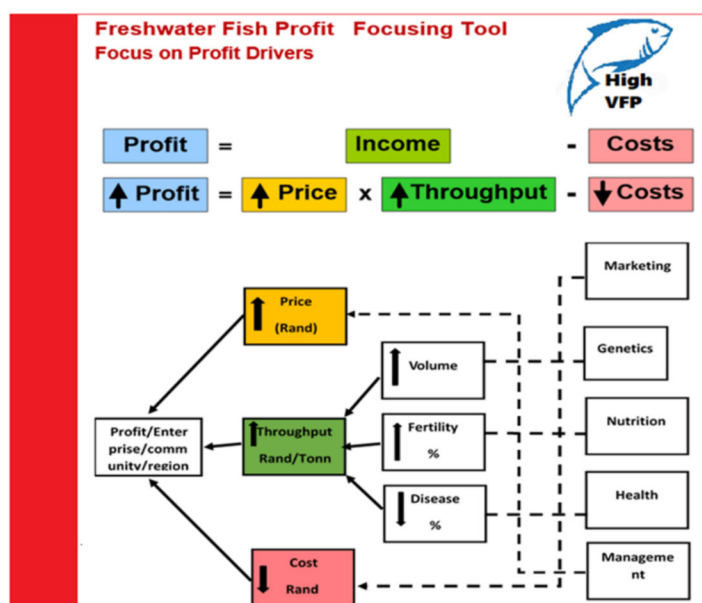 Freshwater Fish Profit Focusing Tool
Focus on Profit Drivers
High
VFP
Profit = Income - Costs
Profit = Price x Throughput - Costs
Marketing
Price
(Rand)
Genetics
Volume
Profit/Enter
prise/comm
unity/region
Throughput
Rand/Tonn
Fertility
%
Nutrition
Disease
%
Health
Cost
Rand
Manageme
nt